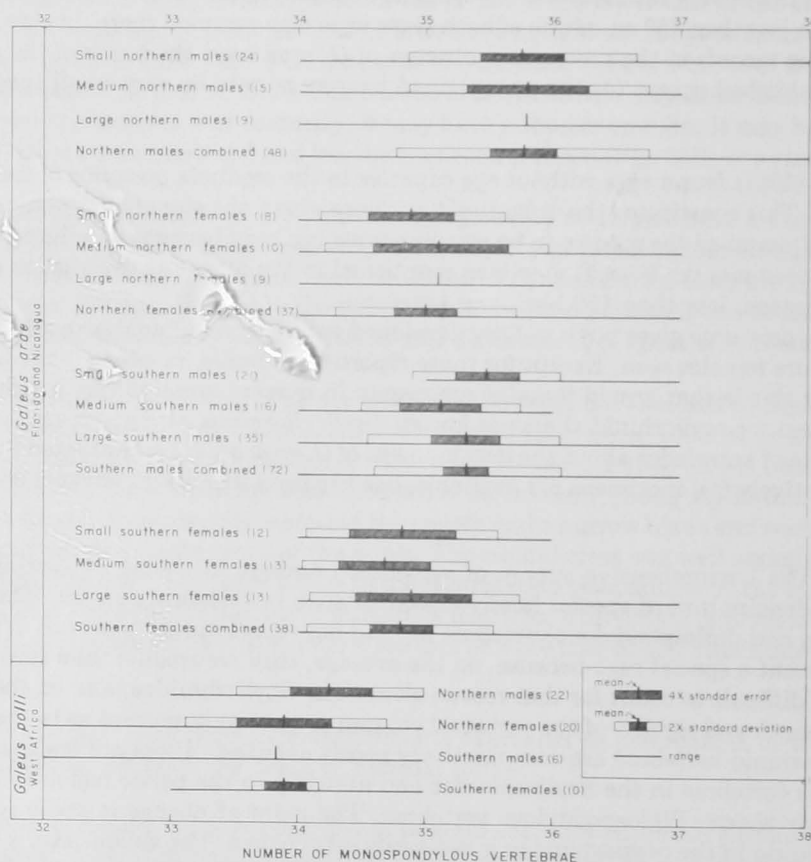 32 33 34 35 36 37
Small northern males (24)
Medium northern males (15)
Large northern males (9)
Northern males combined (48)
Small northern females (18)
Medium northern females (10)
Large northern females (9)
Northern females combined (37)
Galeus arae
Florida and Nicaragua
Small southern males
Medium southern males (16)
Large southern males (35)
Southern males combined (72)
Small southern females (12)
Medium southern females (13)
Large southern females (13)
Southern females combined (38)
Galeus polli
West Africa
Northern males (22)
Northern females (20)
Southern males (6)
Southern females (10)
mean
4X standard error
mean
2X standard deviation
range
32 33 34 35 36 37 38
NUMBER OF MONOSPONDYLOUS VERTEBRAE